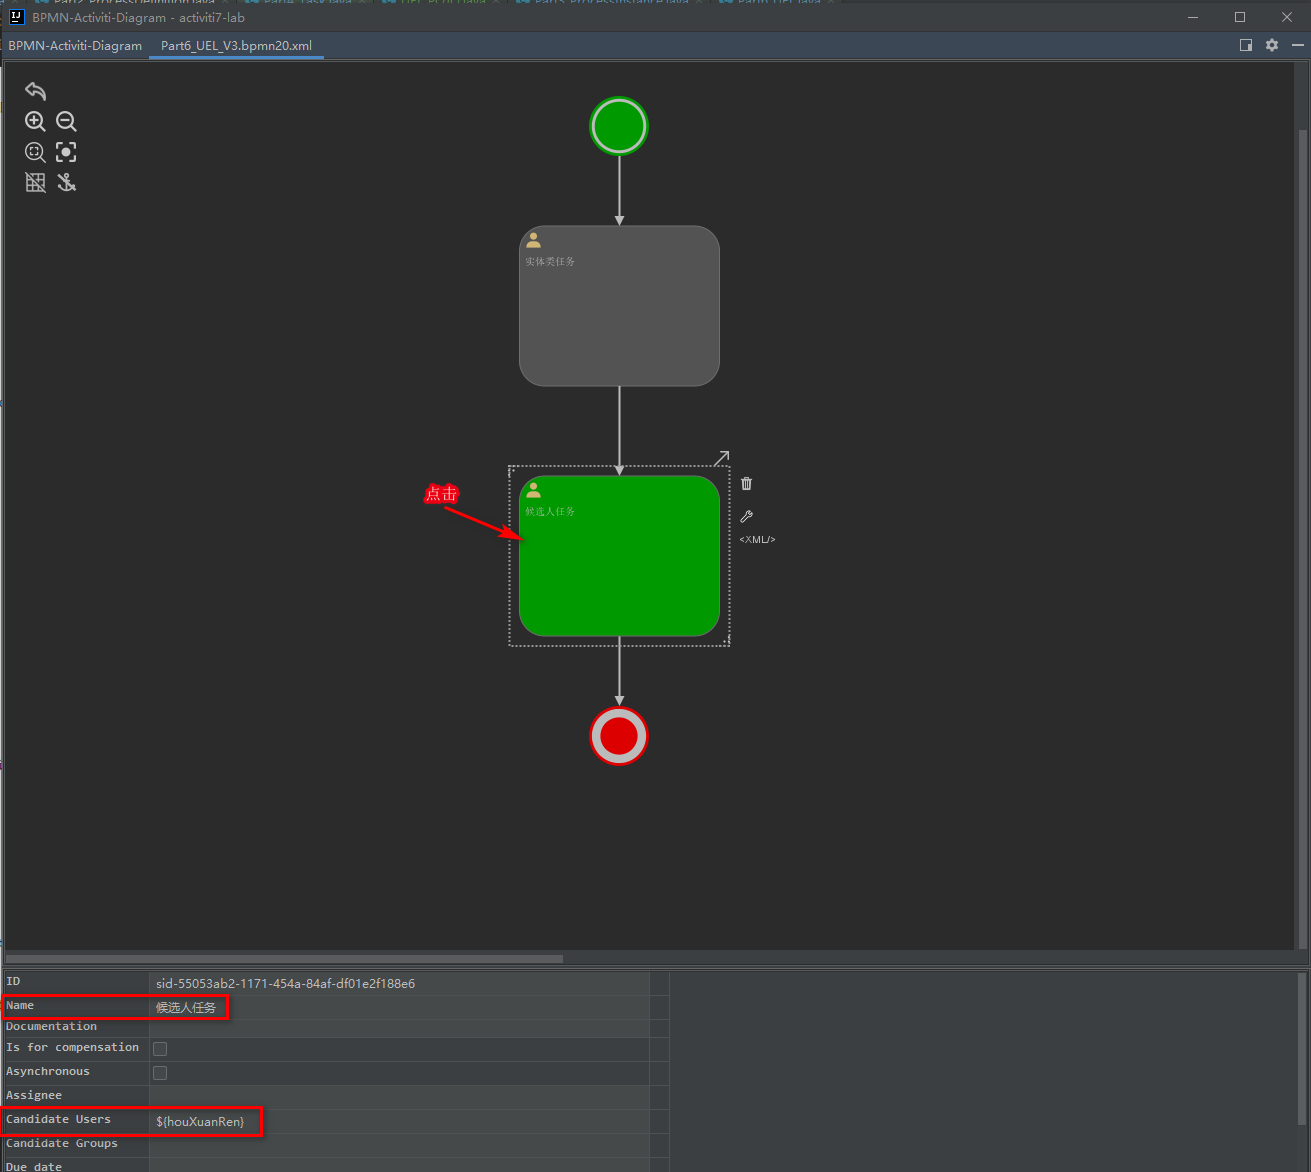 BPMN-Activiti-Diagram - activiti7-lab
BPMN-Activiti-Diagram Part6_UEL_V3.bpmn20.xml
实体类任务
点击
候选人任务
<XML/>
ID sid-55053ab2-1171-454a-84af-df01e2f188e6
Name 候选人任务
Documentation
Is for compensation
Asynchronous
Assignee
Candidate Users ${houXuanRen}
Candidate Groups
Due date